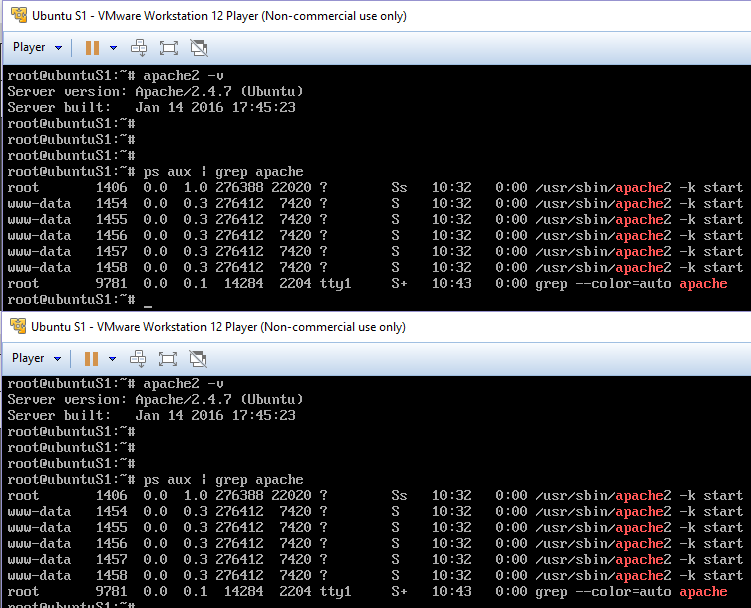 Ubuntu S1 - VMware Workstation 12 Player (Non-commercial use only)
Player
root@ubuntuS1:~# apache2 -v
Server version: Apache/2.4.7 (Ubuntu)
Server built:   Jan 14 2016 17:45:23
root@ubuntuS1:~#
root@ubuntuS1:~#
root@ubuntuS1:~#
root@ubuntuS1:~# ps aux | grep apache
root      1406  0.0  1.0 276388 22020 ?        Ss   10:32   0:00 /usr/sbin/apache2 -k start
www-data  1454  0.0  0.3 276412  7420 ?        S    10:32   0:00 /usr/sbin/apache2 -k start
www-data  1455  0.0  0.3 276412  7420 ?        S    10:32   0:00 /usr/sbin/apache2 -k start
www-data  1456  0.0  0.3 276412  7420 ?        S    10:32   0:00 /usr/sbin/apache2 -k start
www-data  1457  0.0  0.3 276412  7420 ?        S    10:32   0:00 /usr/sbin/apache2 -k start
www-data  1458  0.0  0.3 276412  7420 ?        S    10:32   0:00 /usr/sbin/apache2 -k start
root      9781  0.0  0.1  14284  2204 tty1     S+   10:43   0:00 grep --color=auto apache
root@ubuntuS1:~# _
Ubuntu S1 - VMware Workstation 12 Player (Non-commercial use only)
Player
root@ubuntuS1:~# apache2 -v
Server version: Apache/2.4.7 (Ubuntu)
Server built:   Jan 14 2016 17:45:23
root@ubuntuS1:~#
root@ubuntuS1:~#
root@ubuntuS1:~#
root@ubuntuS1:~# ps aux | grep apache
root      1406  0.0  1.0 276388 22020 ?        Ss   10:32   0:00 /usr/sbin/apache2 -k start
www-data  1454  0.0  0.3 276412  7420 ?        S    10:32   0:00 /usr/sbin/apache2 -k start
www-data  1455  0.0  0.3 276412  7420 ?        S    10:32   0:00 /usr/sbin/apache2 -k start
www-data  1456  0.0  0.3 276412  7420 ?        S    10:32   0:00 /usr/sbin/apache2 -k start
www-data  1457  0.0  0.3 276412  7420 ?        S    10:32   0:00 /usr/sbin/apache2 -k start
www-data  1458  0.0  0.3 276412  7420 ?        S    10:32   0:00 /usr/sbin/apache2 -k start
root      9781  0.0  0.1  14284  2204 tty1     S+   10:43   0:00 grep --color=auto apache
root@ubuntuS1:~#